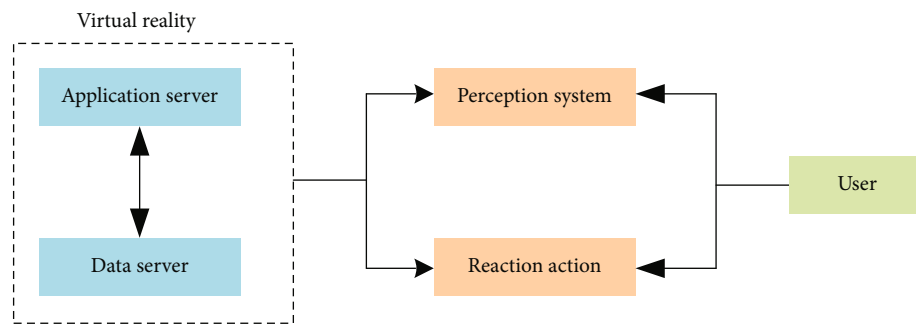 Virtual reality
Application server
Perception system
User
Data server
Reaction action